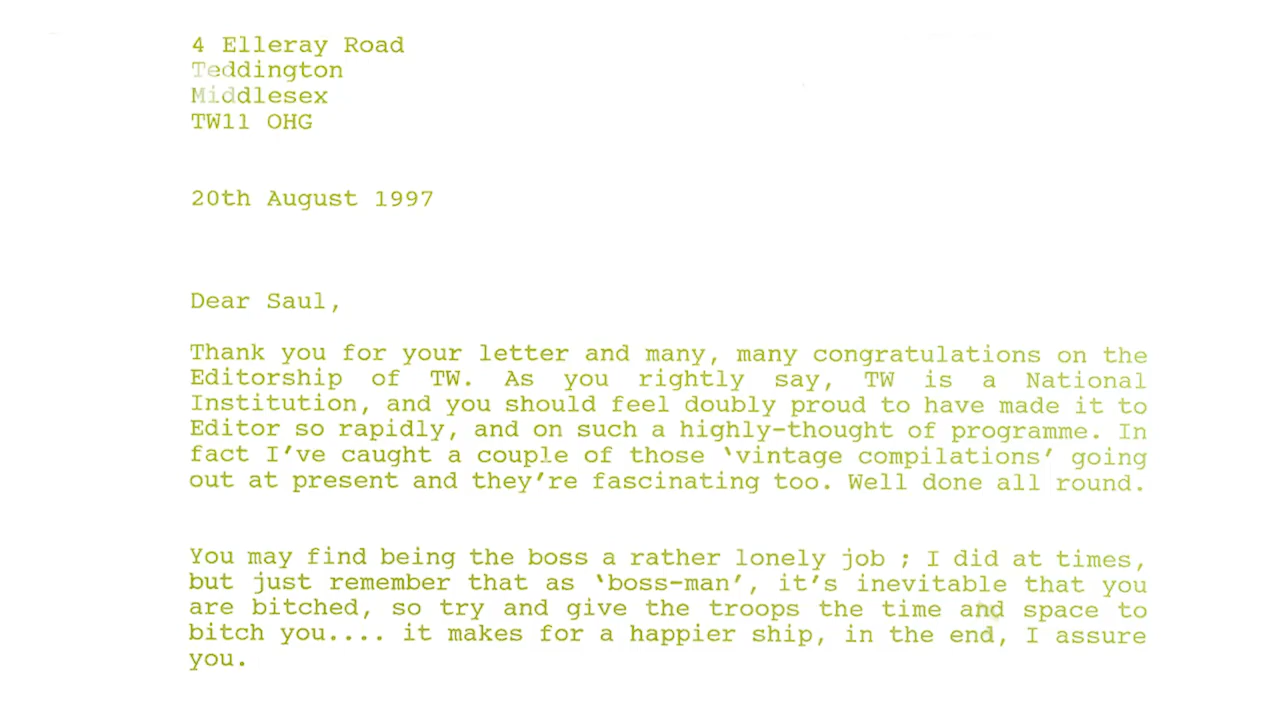 4 Elleray Road
Teddington
Middlesex
TW11 OHG
20th August 1997
Dear Saul,
Thank you for your letter and many, many congratulations on the
Editorship of TW. As you rightly say, TW is a National
Institution, and you should feel doubly proud to have made it to
Editor so rapidly, and on such a highly-thought of programme. In
fact I've caught a couple of those ‘vintage compilations’ going
out at present and they're fascinating too. Well done all round.
You may find being the boss a rather lonely job ; I did at times,
but just remember that as ‘boss-man’, it's inevitable that you
are bitched, so try and give the troops the time and space to
bitch you.... it makes for a happier ship, in the end, I assure
you.